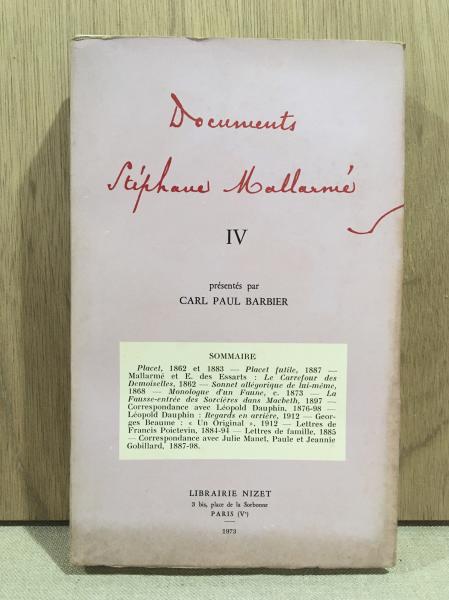 Documents
Stéphane Mallarmé
IV
présentés par
CARL PAUL BARBIER
SOMMAIRE
Placet, 1862 et 1883 — Placet futile, 1887 —
Mallarmé et E. des Essarts : Le Carrefour des
Demoiselles, 1862 — Sonnet allégorique de lui-même,
1868 — Monologue d'un Faune, c. 1873 — La
Fausse-entrée des Sorcières dans Macbeth, 1897 —
Correspondance avec Léopold Dauphin, 1876-98 —
Léopold Dauphin : Regards en arrière, 1912 — Geor-
ges Beaume : « Un Original », 1912 — Lettres de
Francis Poictevin, 1884-94 — Lettres de famille, 1885
— Correspondance avec Julie Manet, Paule et Jeannie
Gobillard, 1887-98.
LIBRAIRIE NIZET
3 bis, place de la Sorbonne
PARIS (Vᵉ)
1973